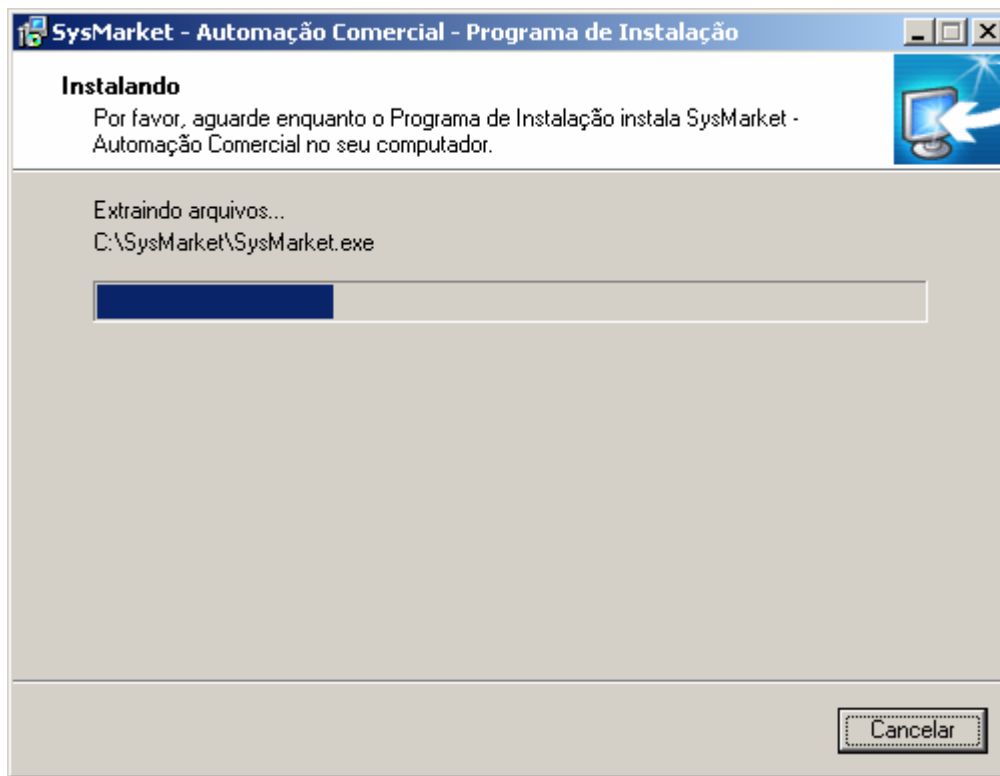 SysMarket - Automação Comercial - Programa de Instalação
Instalando
Por favor, aguarde enquanto o Programa de Instalação instala SysMarket -
Automação Comercial no seu computador.
Extraindo arquivos...
C:\SysMarket\SysMarket.exe
Cancelar